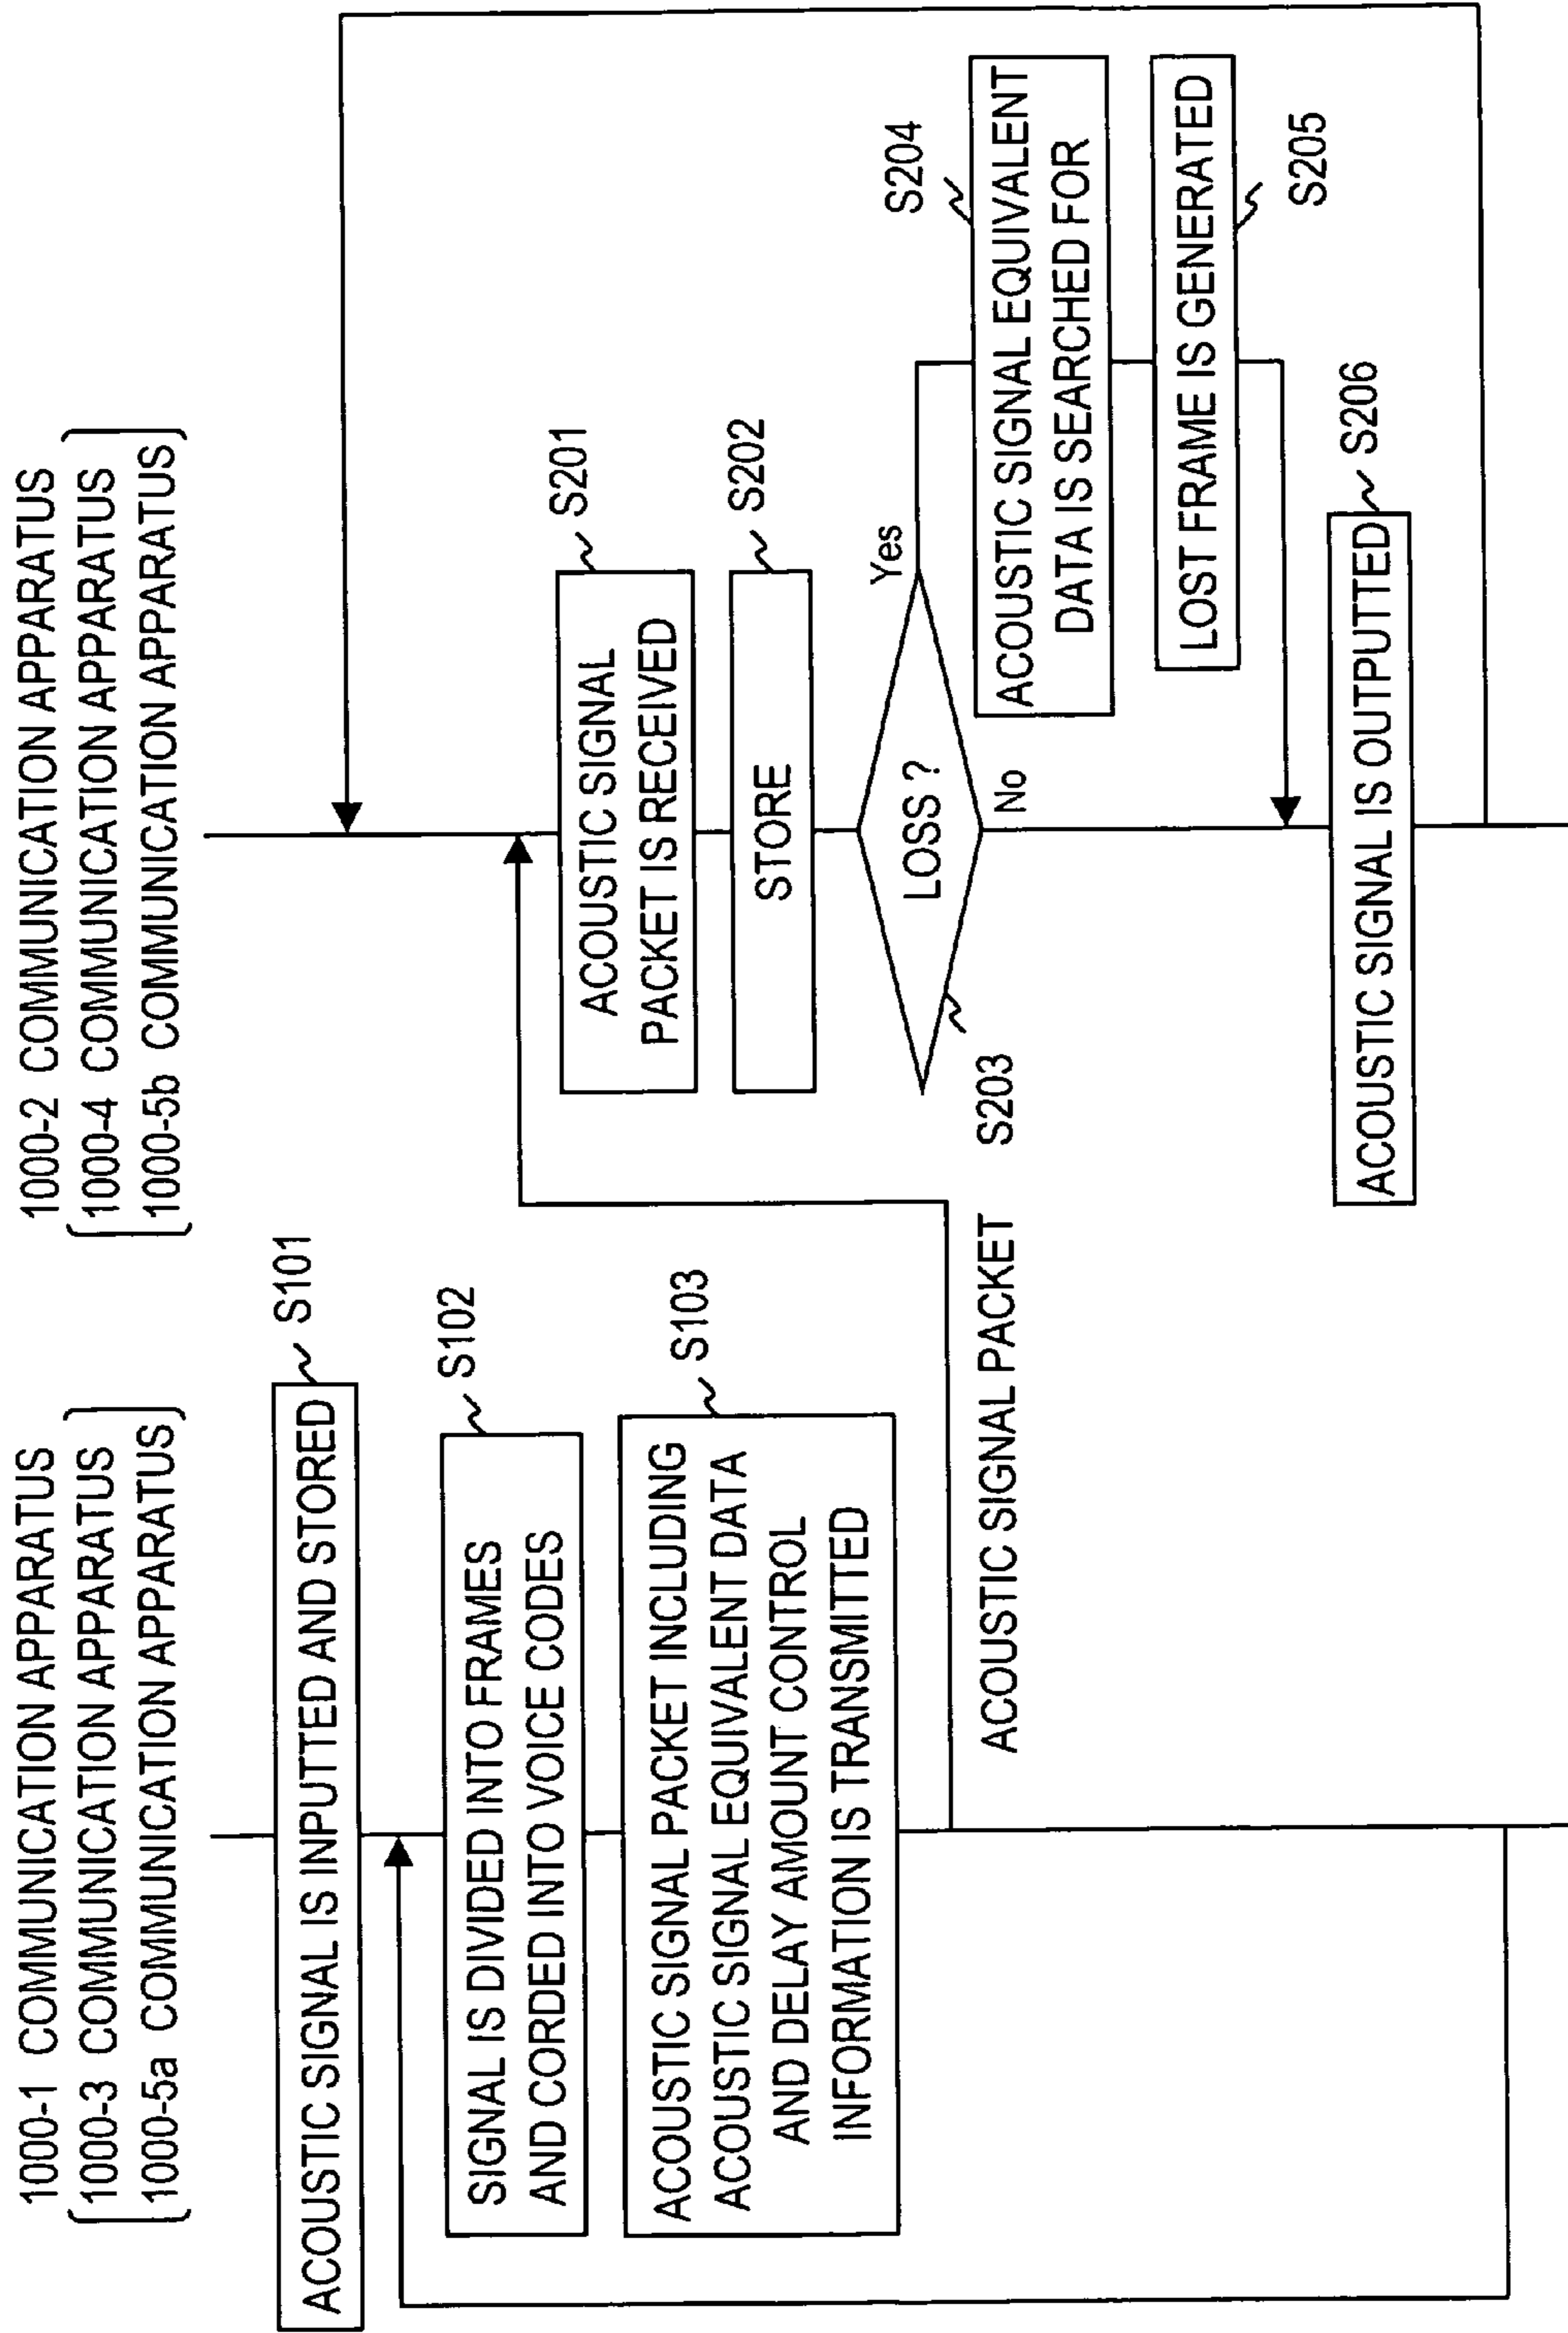 1000-1 COMMUNICATION APPARATUS
1000-3 COMMUNICATION APPARATUS
1000-5a COMMUNICATION APPARATUS
ACOUSTIC SIGNAL IS INPUTTED AND STORED
S101
SIGNAL IS DIVIDED INTO FRAMES
AND CORDED INTO VOICE CODES
S102
ACOUSTIC SIGNAL PACKET INCLUDING
ACOUSTIC SIGNAL EQUIVALENT DATA
AND DELAY AMOUNT CONTROL
INFORMATION IS TRANSMITTED
S103
ACOUSTIC SIGNAL PACKET
1000-2 COMMUNICATION APPARATUS
1000-4 COMMUNICATION APPARATUS
1000-5b COMMUNICATION APPARATUS
ACOUSTIC SIGNAL
PACKET IS RECEIVED
S201
STORE
S202
LOSS ?
S203
Yes
No
ACOUSTIC SIGNAL EQUIVALENT
DATA IS SEARCHED FOR
S204
LOST FRAME IS GENERATED
S205
ACOUSTIC SIGNAL IS OUTPUTTED
S206